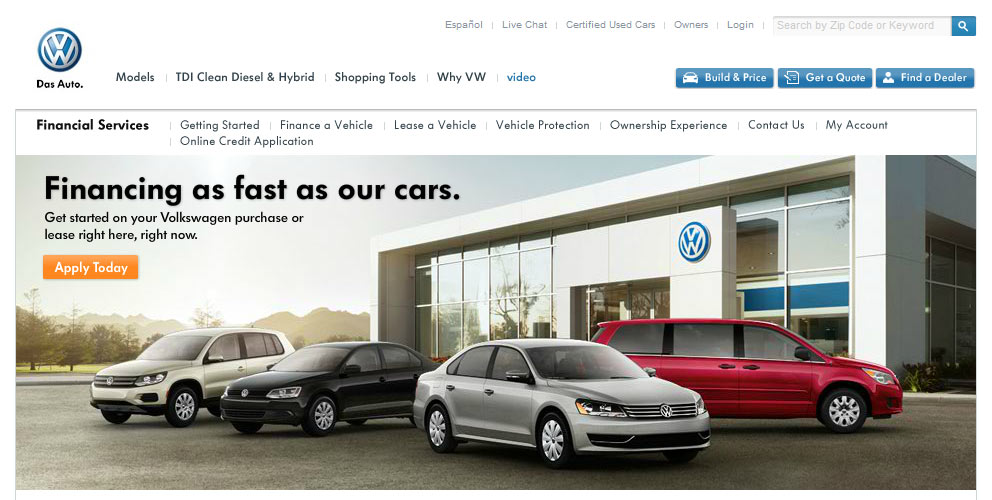 Español | Live Chat | Certified Used Cars | Owners | Login | Search by Zip Code or Keyword
Das Auto.
Models | TDI Clean Diesel & Hybrid | Shopping Tools | Why VW | video
Build & Price Get a Quote Find a Dealer
Financial Services | Getting Started | Finance a Vehicle | Lease a Vehicle | Vehicle Protection | Ownership Experience | Contact Us | My Account
| Online Credit Application
Financing as fast as our cars.
Get started on your Volkswagen purchase or
lease right here, right now.
Apply Today